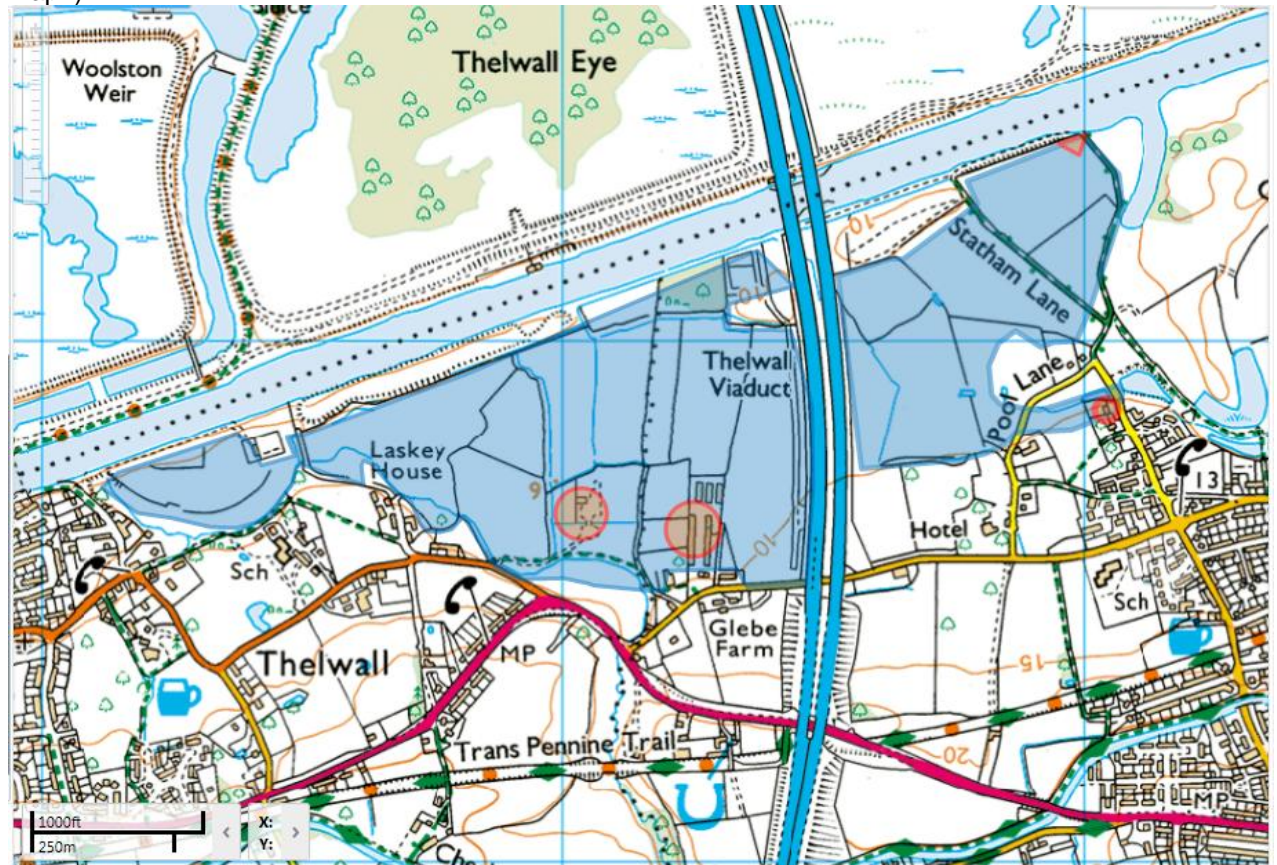 Woolston
Weir
Thelwall Eye
10
Statham Lane
10
Thelwall
Viaduct
Pool Lane
Laskey
House
9
13
10
Hotel
Sch
Sch
Glebe
Farm
MP
Thelwall
15
Trans Pennine Trail
20
MP
1000ft
250m
X:
Y: